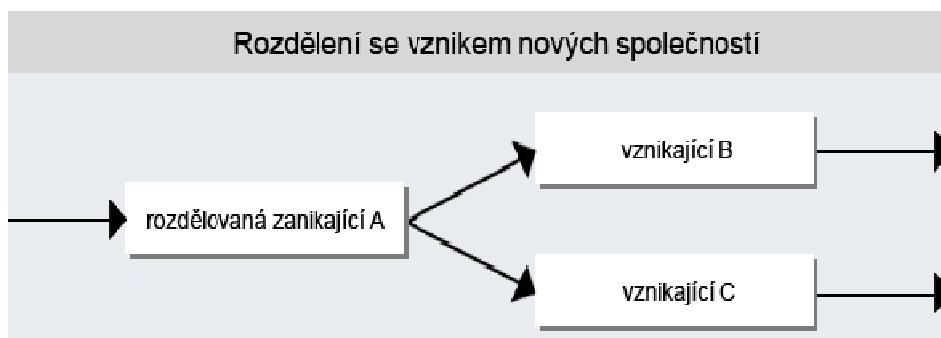 Rozdělení se vznikem nových společností
vznikající B
rozdělovaná zanikající A
vznikající C